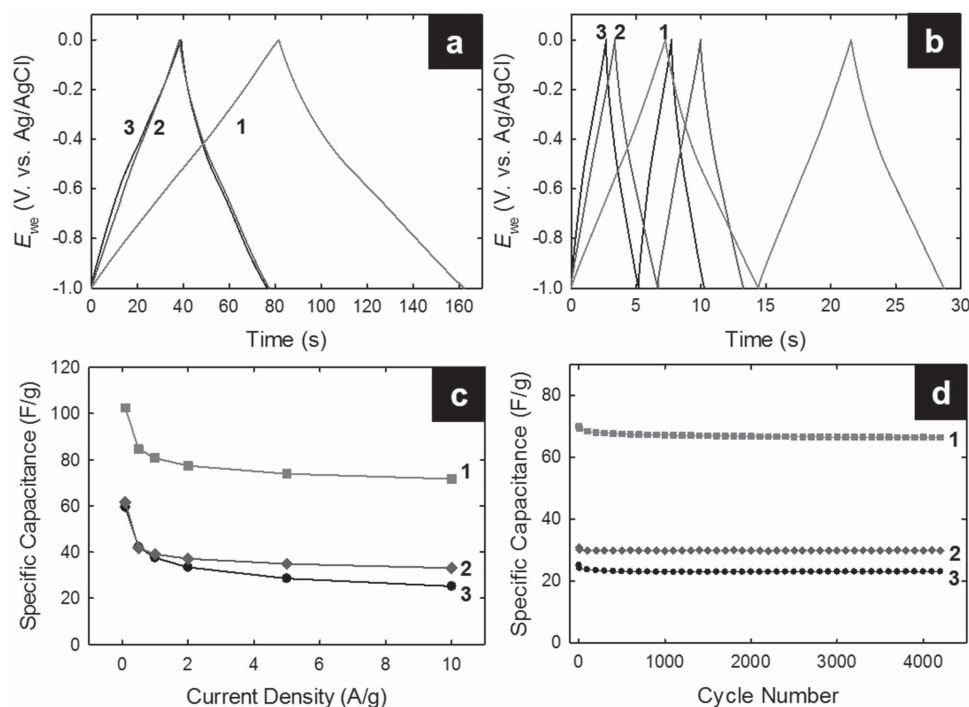 a
0.0
-0.2
-0.4
-0.6
-0.8
-1.0
E_we (V. vs. Ag/AgCl)
3
2
1
0 20 40 60 80 100 120 140 160
Time (s)
b
0.0
-0.2
-0.4
-0.6
-0.8
-1.0
E_we (V. vs. Ag/AgCl)
3 2 1
0 5 10 15 20 25 30
Time (s)
c
120
100
80
60
40
20
0
Specific Capacitance (F/g)
1
2
3
0 2 4 6 8 10
Current Density (A/g)
d
80
60
40
20
0
Specific Capacitance (F/g)
1
2
3
0 1000 2000 3000 4000
Cycle Number